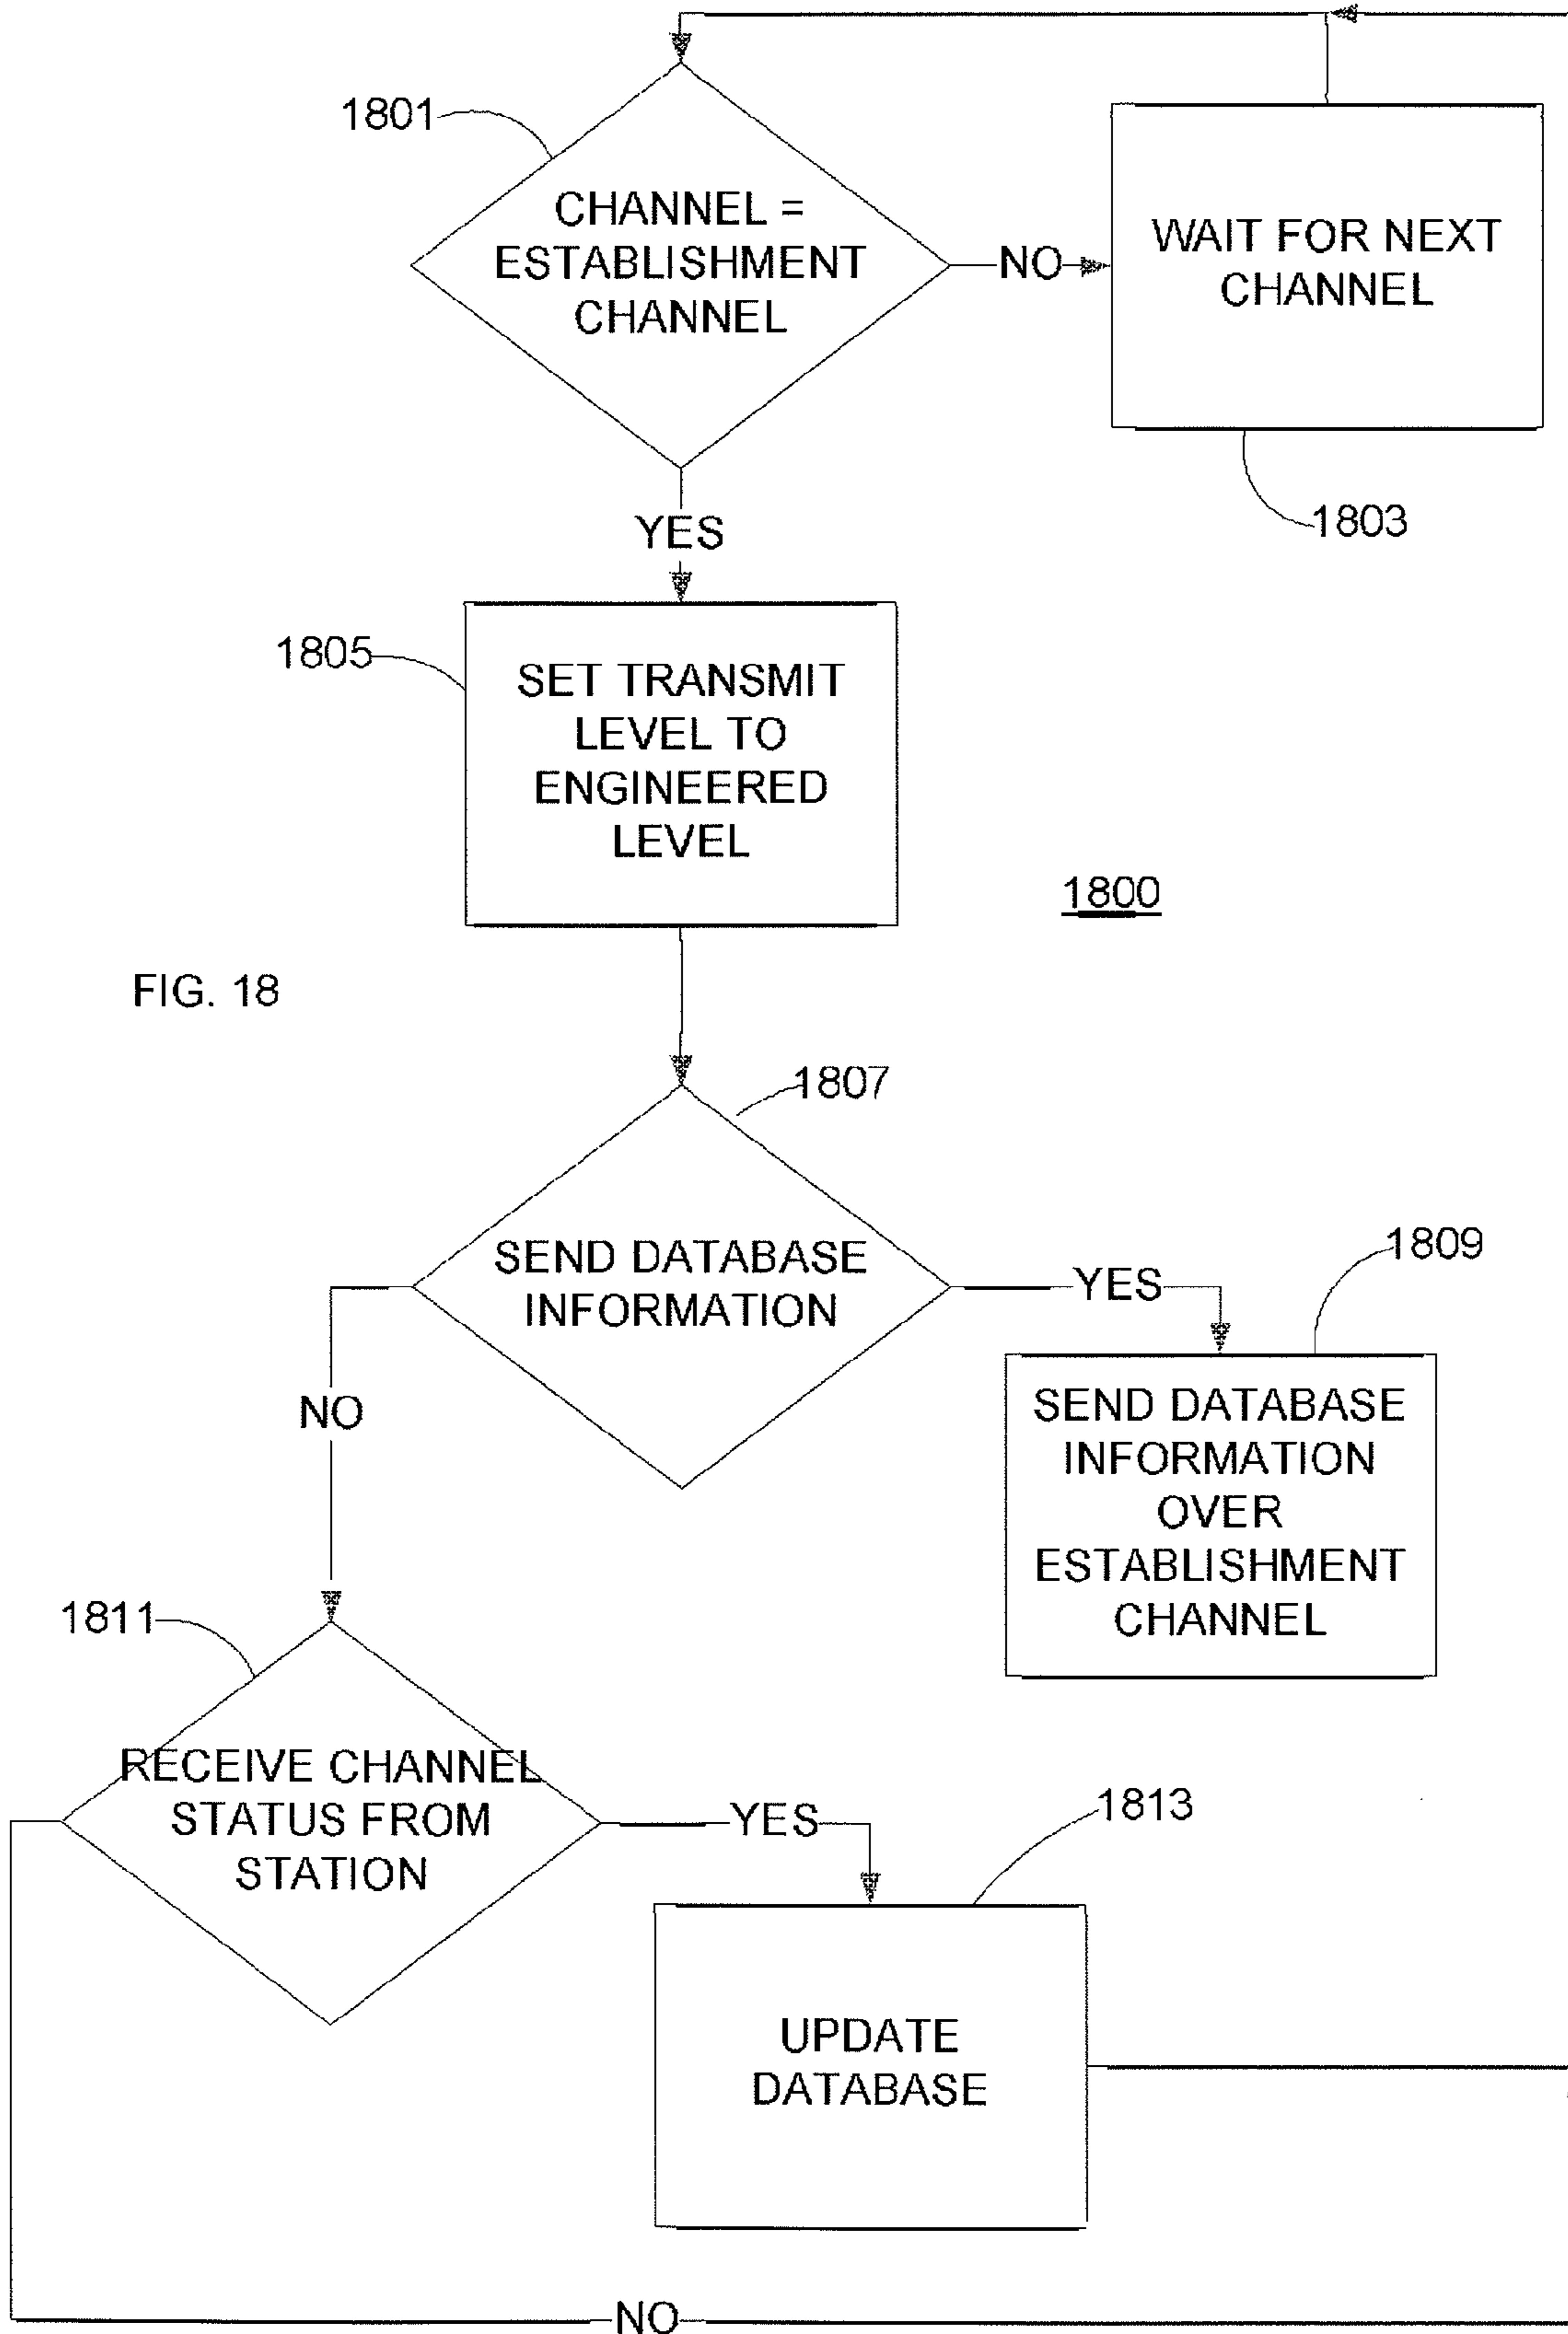 1801
CHANNEL =
ESTABLISHMENT
CHANNEL
NO
WAIT FOR NEXT
CHANNEL
1803
YES
1805
SET TRANSMIT
LEVEL TO
ENGINEERED
LEVEL
1800
FIG. 18
1807
SEND DATABASE
INFORMATION
YES
1809
SEND DATABASE
INFORMATION
OVER
ESTABLISHMENT
CHANNEL
NO
1811
RECEIVE CHANNEL
STATUS FROM
STATION
YES
1813
UPDATE
DATABASE
NO